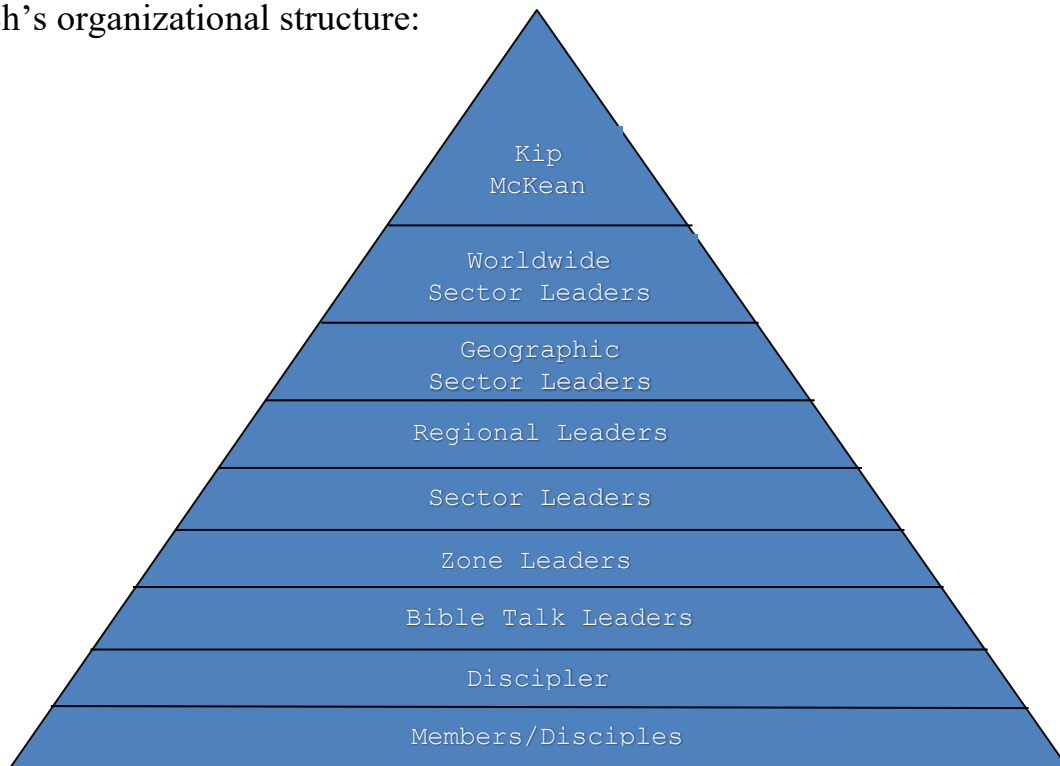 h’s organizational structure:
Kip
McKean
Worldwide
Sector Leaders
Geographic
Sector Leaders
Regional Leaders
Sector Leaders
Zone Leaders
Bible Talk Leaders
Discipler
Members/Disciples